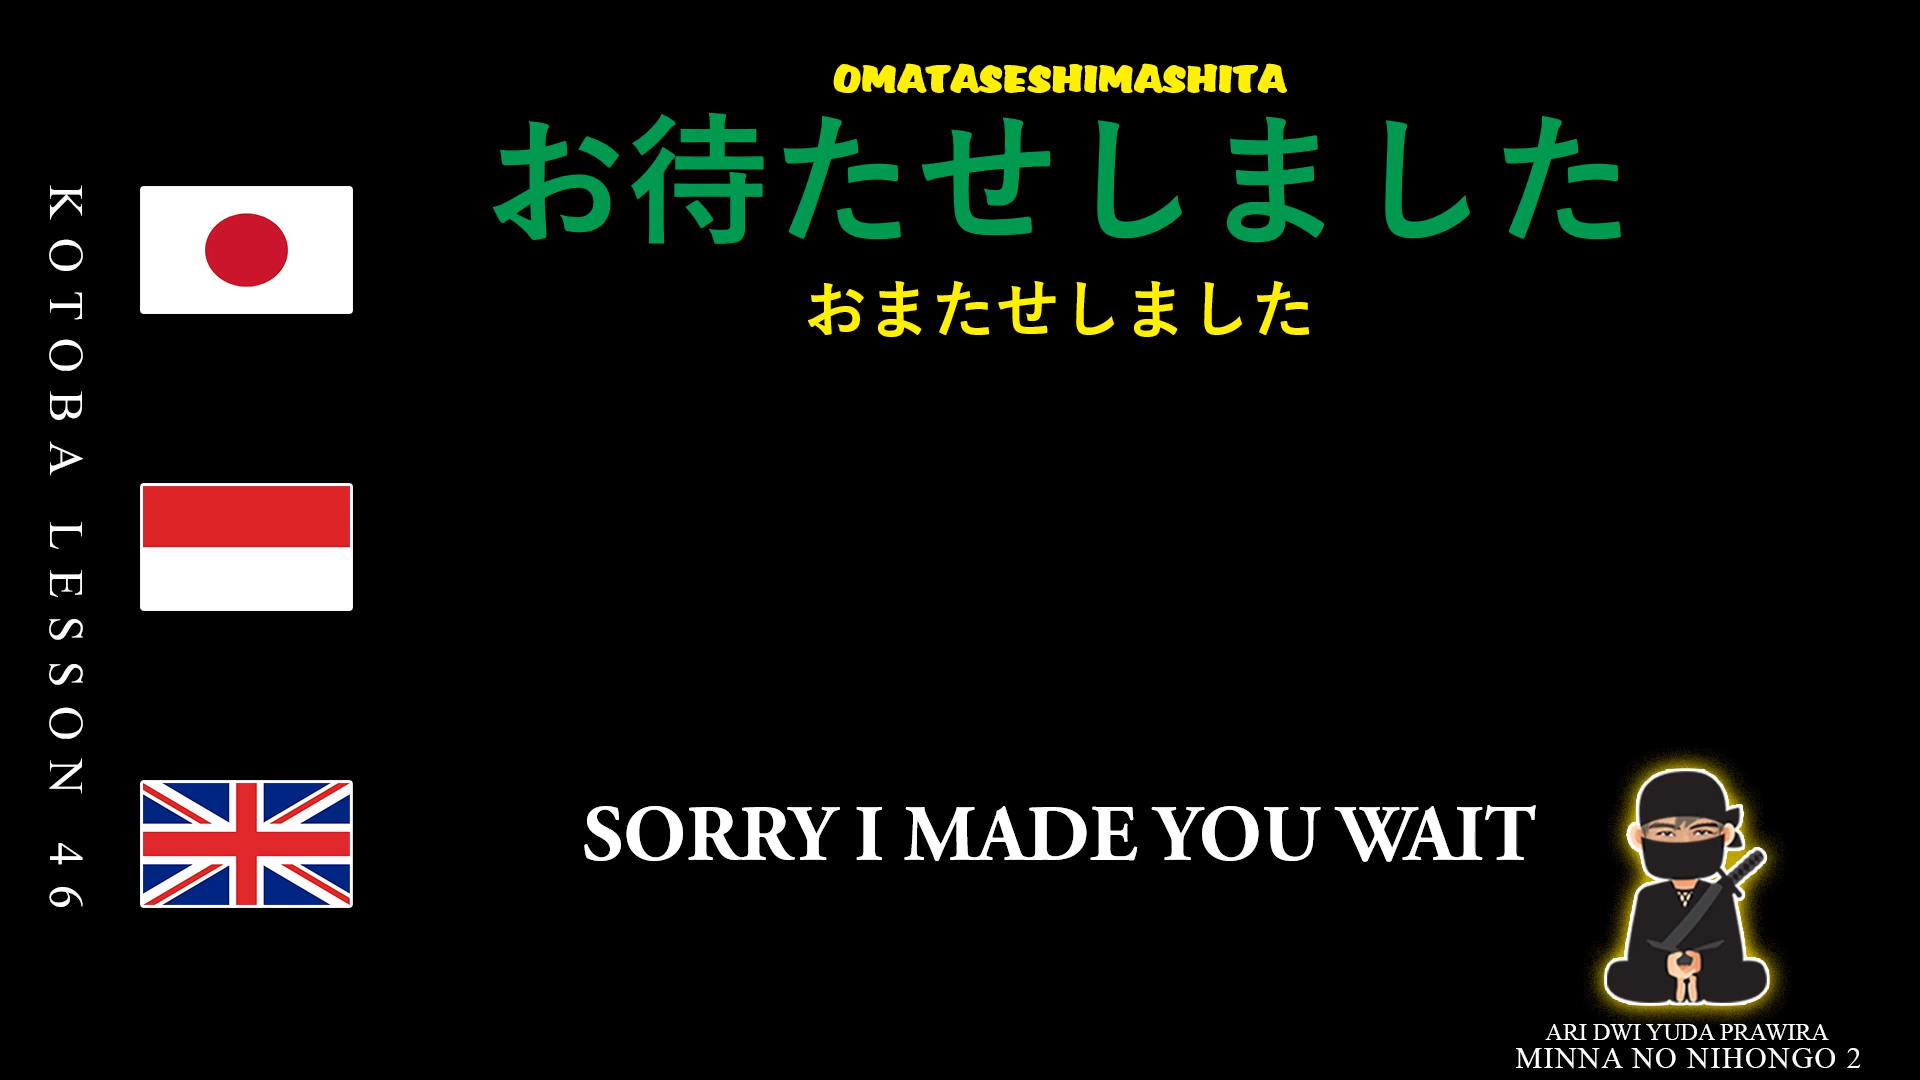 KOTOBA LESSON 46
OMATASESHIMASHITA
お待たせしました
おまたせしました
SORRY I MADE YOU WAIT
ARI DWI YUDA PRAWIRA
MINNA NO NIHONGO 2